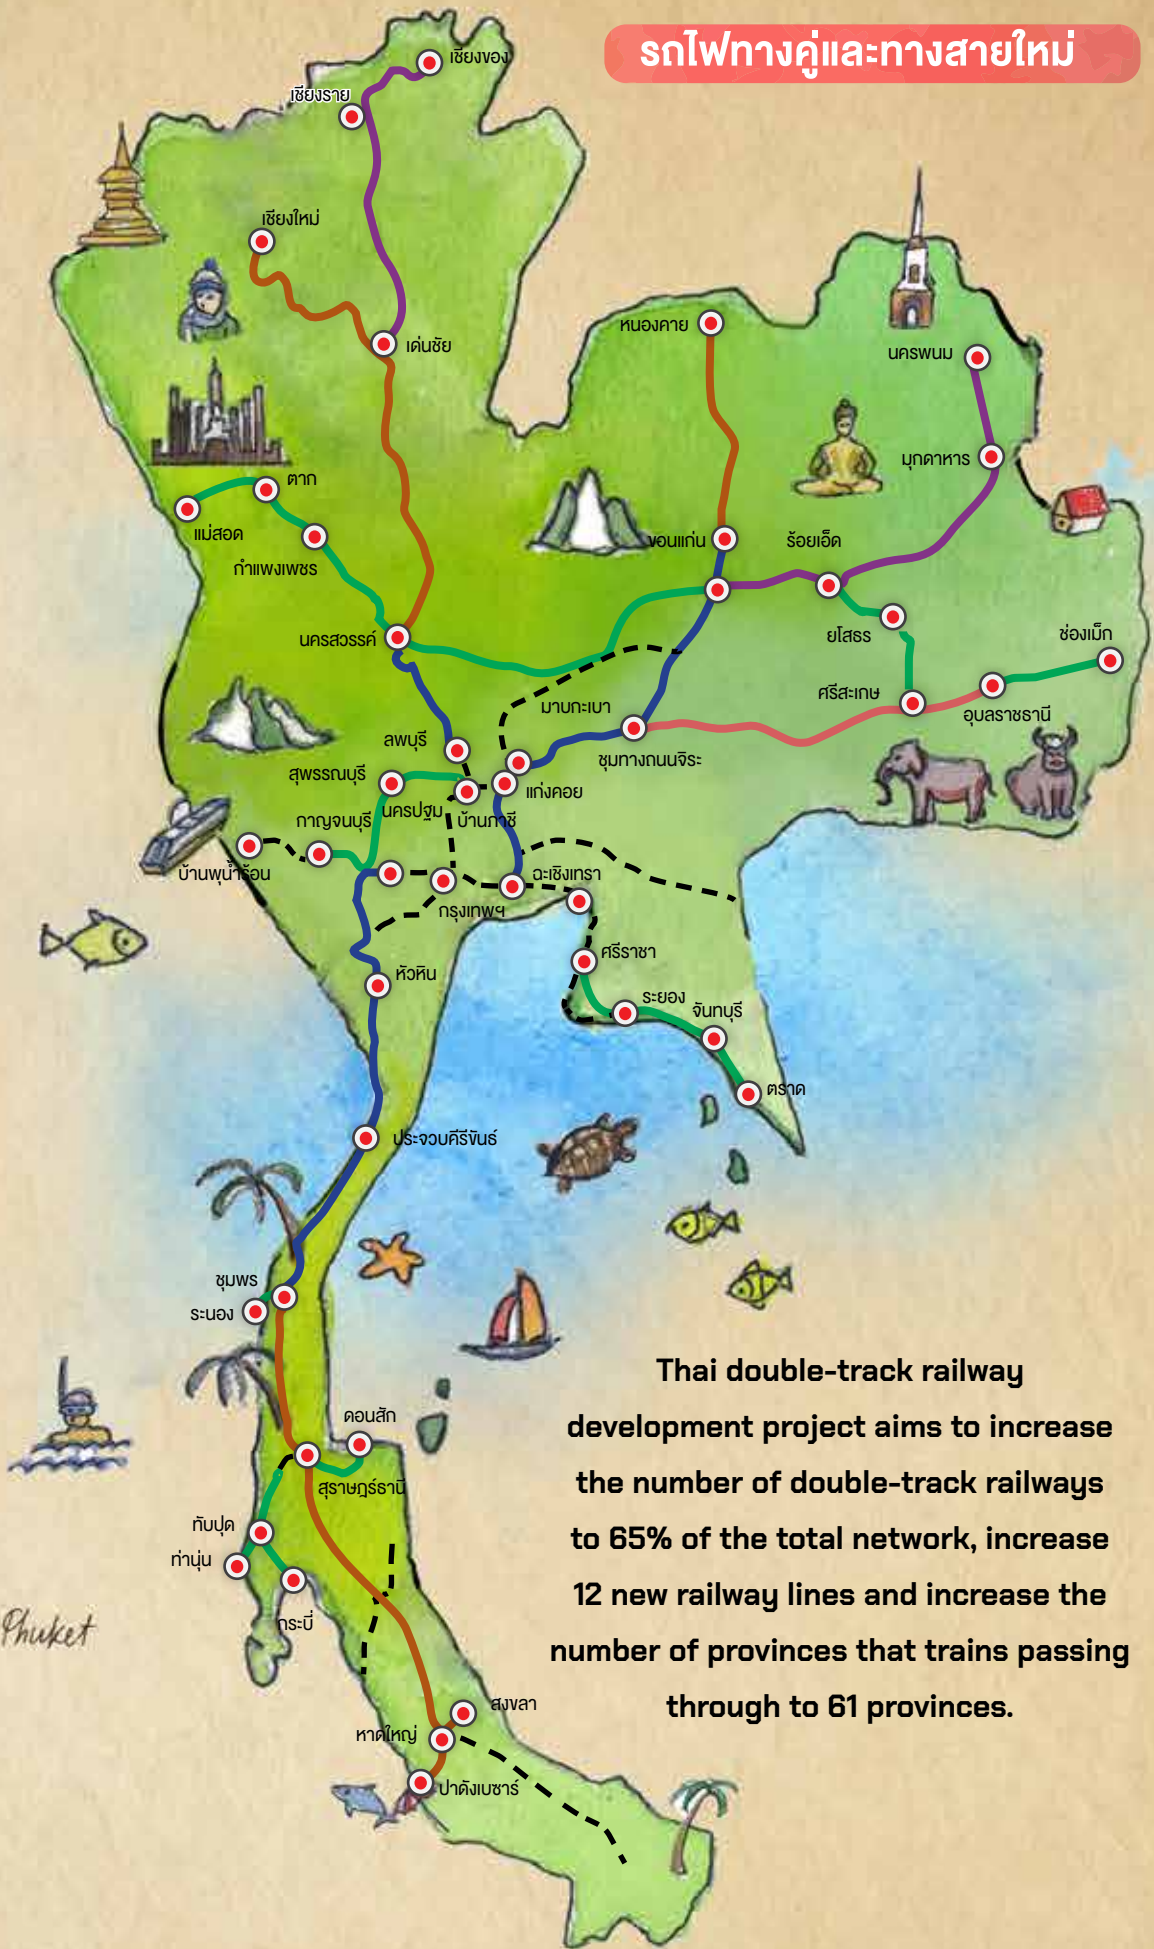 รถไฟทางคู่และทางสายใหม่
เชียงของ
เชียงราย
เชียงใหม่
เด่นชัย
หนองคาย
นครพนม
มุกดาหาร
ตาก
แม่สอด
กำแพงเพชร
ขอนแก่น
ร้อยเอ็ด
นครสวรรค์
ยโสธร
ช่องเม็ก
ศรีสะเกษ
อุบลราชธานี
มาบกะเบา
ลพบุรี
ชุมทางถนนจิระ
สุพรรณบุรี
แก่งคอย
นครปฐม
บ้านภาชี
กาญจนบุรี
บ้านพุน้ำร้อน
ฉะเชิงเทรา
กรุงเทพฯ
ศรีราชา
หัวหิน
ระยอง
จันทบุรี
ตราด
ประจวบคีรีขันธ์
ชุมพร
ระนอง
ดอนสัก
สุราษฎร์ธานี
ทับปุด
ท่านุ่น
กระบี่
Phuket
สงขลา
หาดใหญ่
ปาดังเบซาร์
Thai double-track railway
development project aims to increase
the number of double-track railways
to 65% of the total network, increase
12 new railway lines and increase the
number of provinces that trains passing
through to 61 provinces.